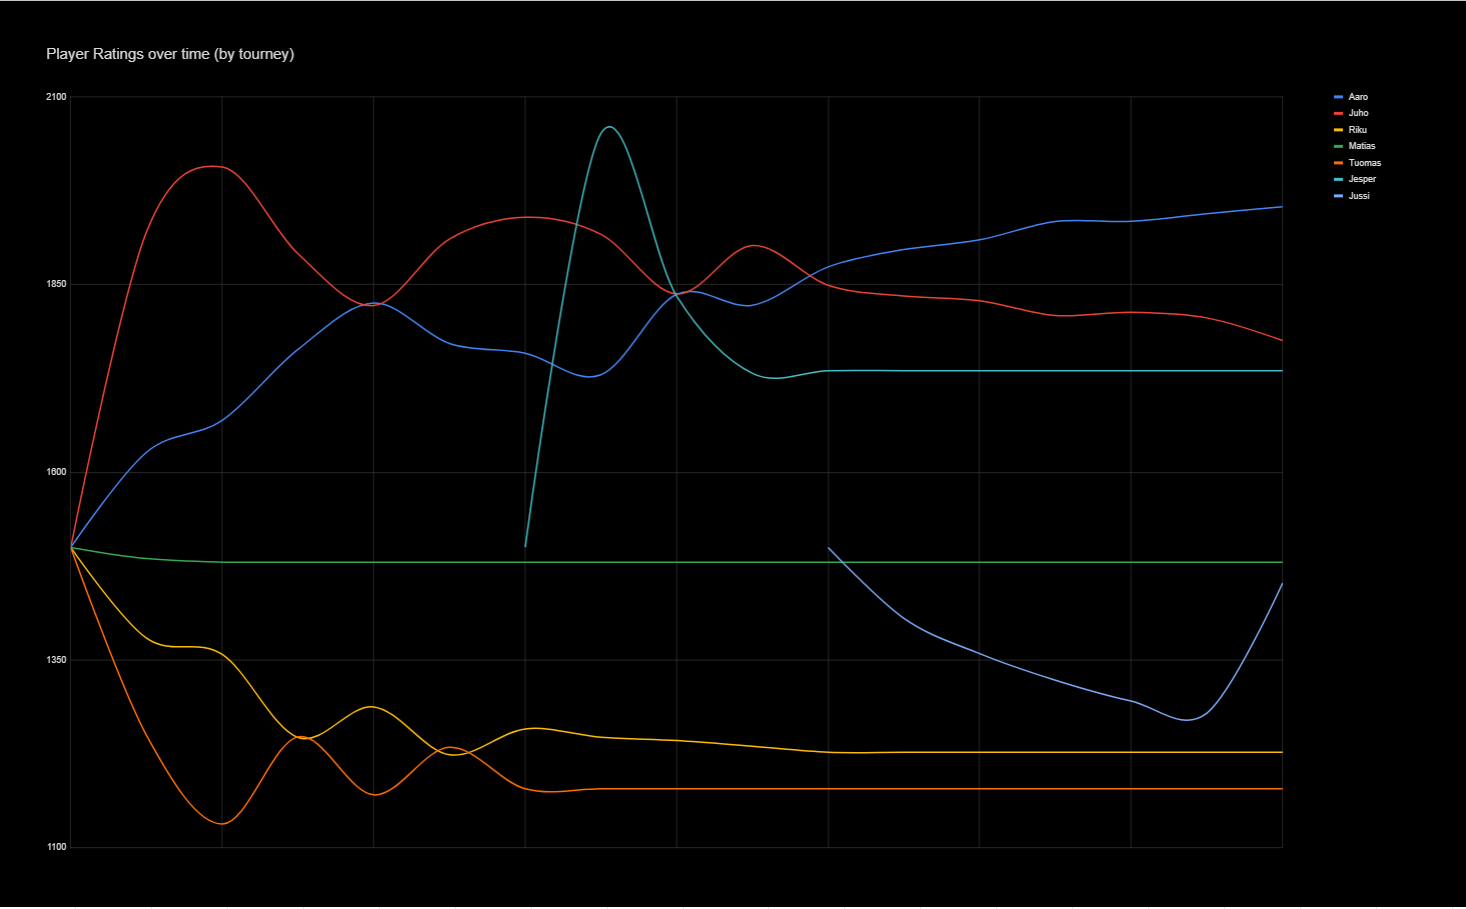 Player Ratings over time (by tourney)
2100
1850
1600
1350
1100
Aaro
Juho
Riku
Matias
Tuomas
Jesper
Jussi